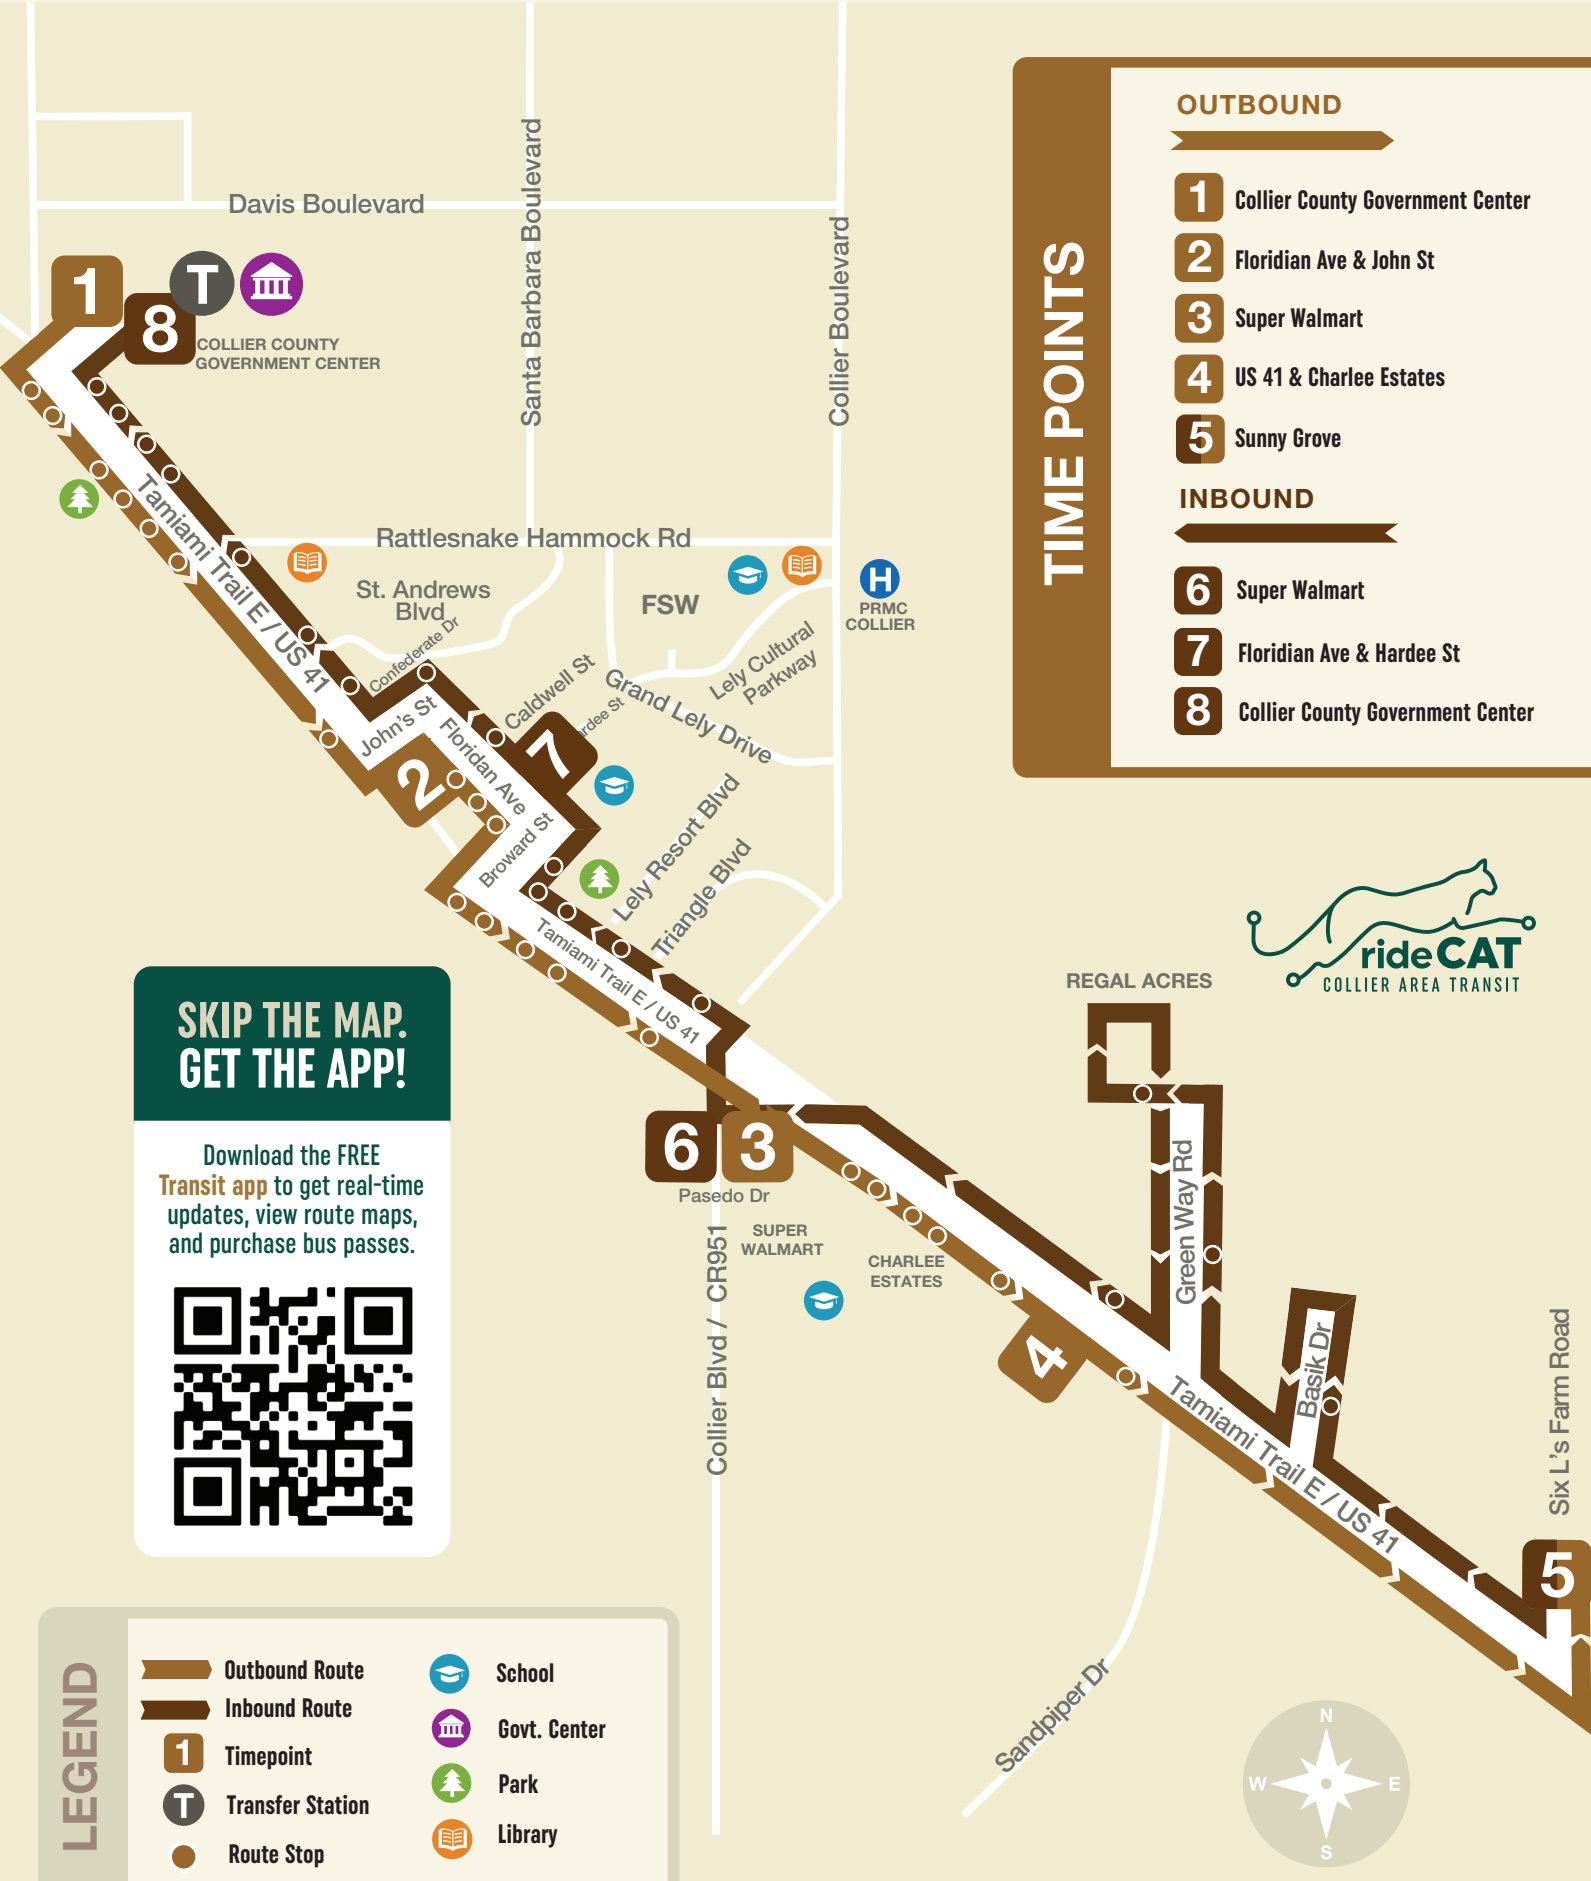 Davis Boulevard
Santa Barbara Boulevard
Collier Boulevard
1
8
T
COLLIER COUNTY
GOVERNMENT CENTER
Tamiami Trail E / US 41
Rattlesnake Hammock Rd
St. Andrews
Blvd
Confederate Dr
FSW
H
PRMC
COLLIER
Lely Cultural
Parkway
Grand Lely Drive
Caldwell St
rdee St
John's St
Floridan Ave
7
2
Broward St
Lely Resort Blvd
Triangle Blvd
Tamiami Trail E / US 41
TIME POINTS
OUTBOUND
1 Collier County Government Center
2 Floridian Ave & John St
3 Super Walmart
4 US 41 & Charlee Estates
5 Sunny Grove
INBOUND
6 Super Walmart
7 Floridian Ave & Hardee St
8 Collier County Government Center
rideCAT
COLLIER AREA TRANSIT
REGAL ACRES
SKIP THE MAP.
GET THE APP!
Download the FREE
Transit app to get real-time
updates, view route maps,
and purchase bus passes.
6
3
Pasedo Dr
SUPER
WALMART
Collier Blvd / CR951
CHARLEE
ESTATES
4
Green Way Rd
Basik Dr
Tamiami Trail E / US 41
Six L's Farm Road
5
Sandpiper Dr
N
W
E
S
LEGEND
Outbound Route
Inbound Route
1 Timepoint
T Transfer Station
Route Stop
School
Govt. Center
Park
Library